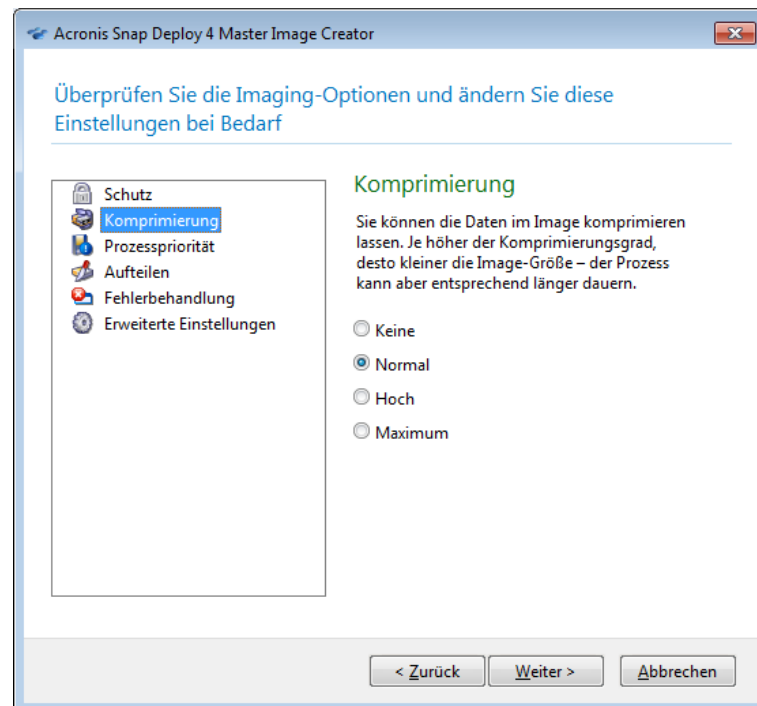 Acronis Snap Deploy 4 Master Image Creator
Überprüfen Sie die Imaging-Optionen und ändern Sie diese
Einstellungen bei Bedarf
Schutz
Komprimierung
Prozesspriorität
Aufteilen
Fehlerbehandlung
Erweiterte Einstellungen
Komprimierung
Sie können die Daten im Image komprimieren
lassen. Je höher der Komprimierungsgrad,
desto kleiner die Image-Größe – der Prozess
kann aber entsprechend länger dauern.
Keine
Normal
Hoch
Maximum
< Zurück
Weiter >
Abbrechen